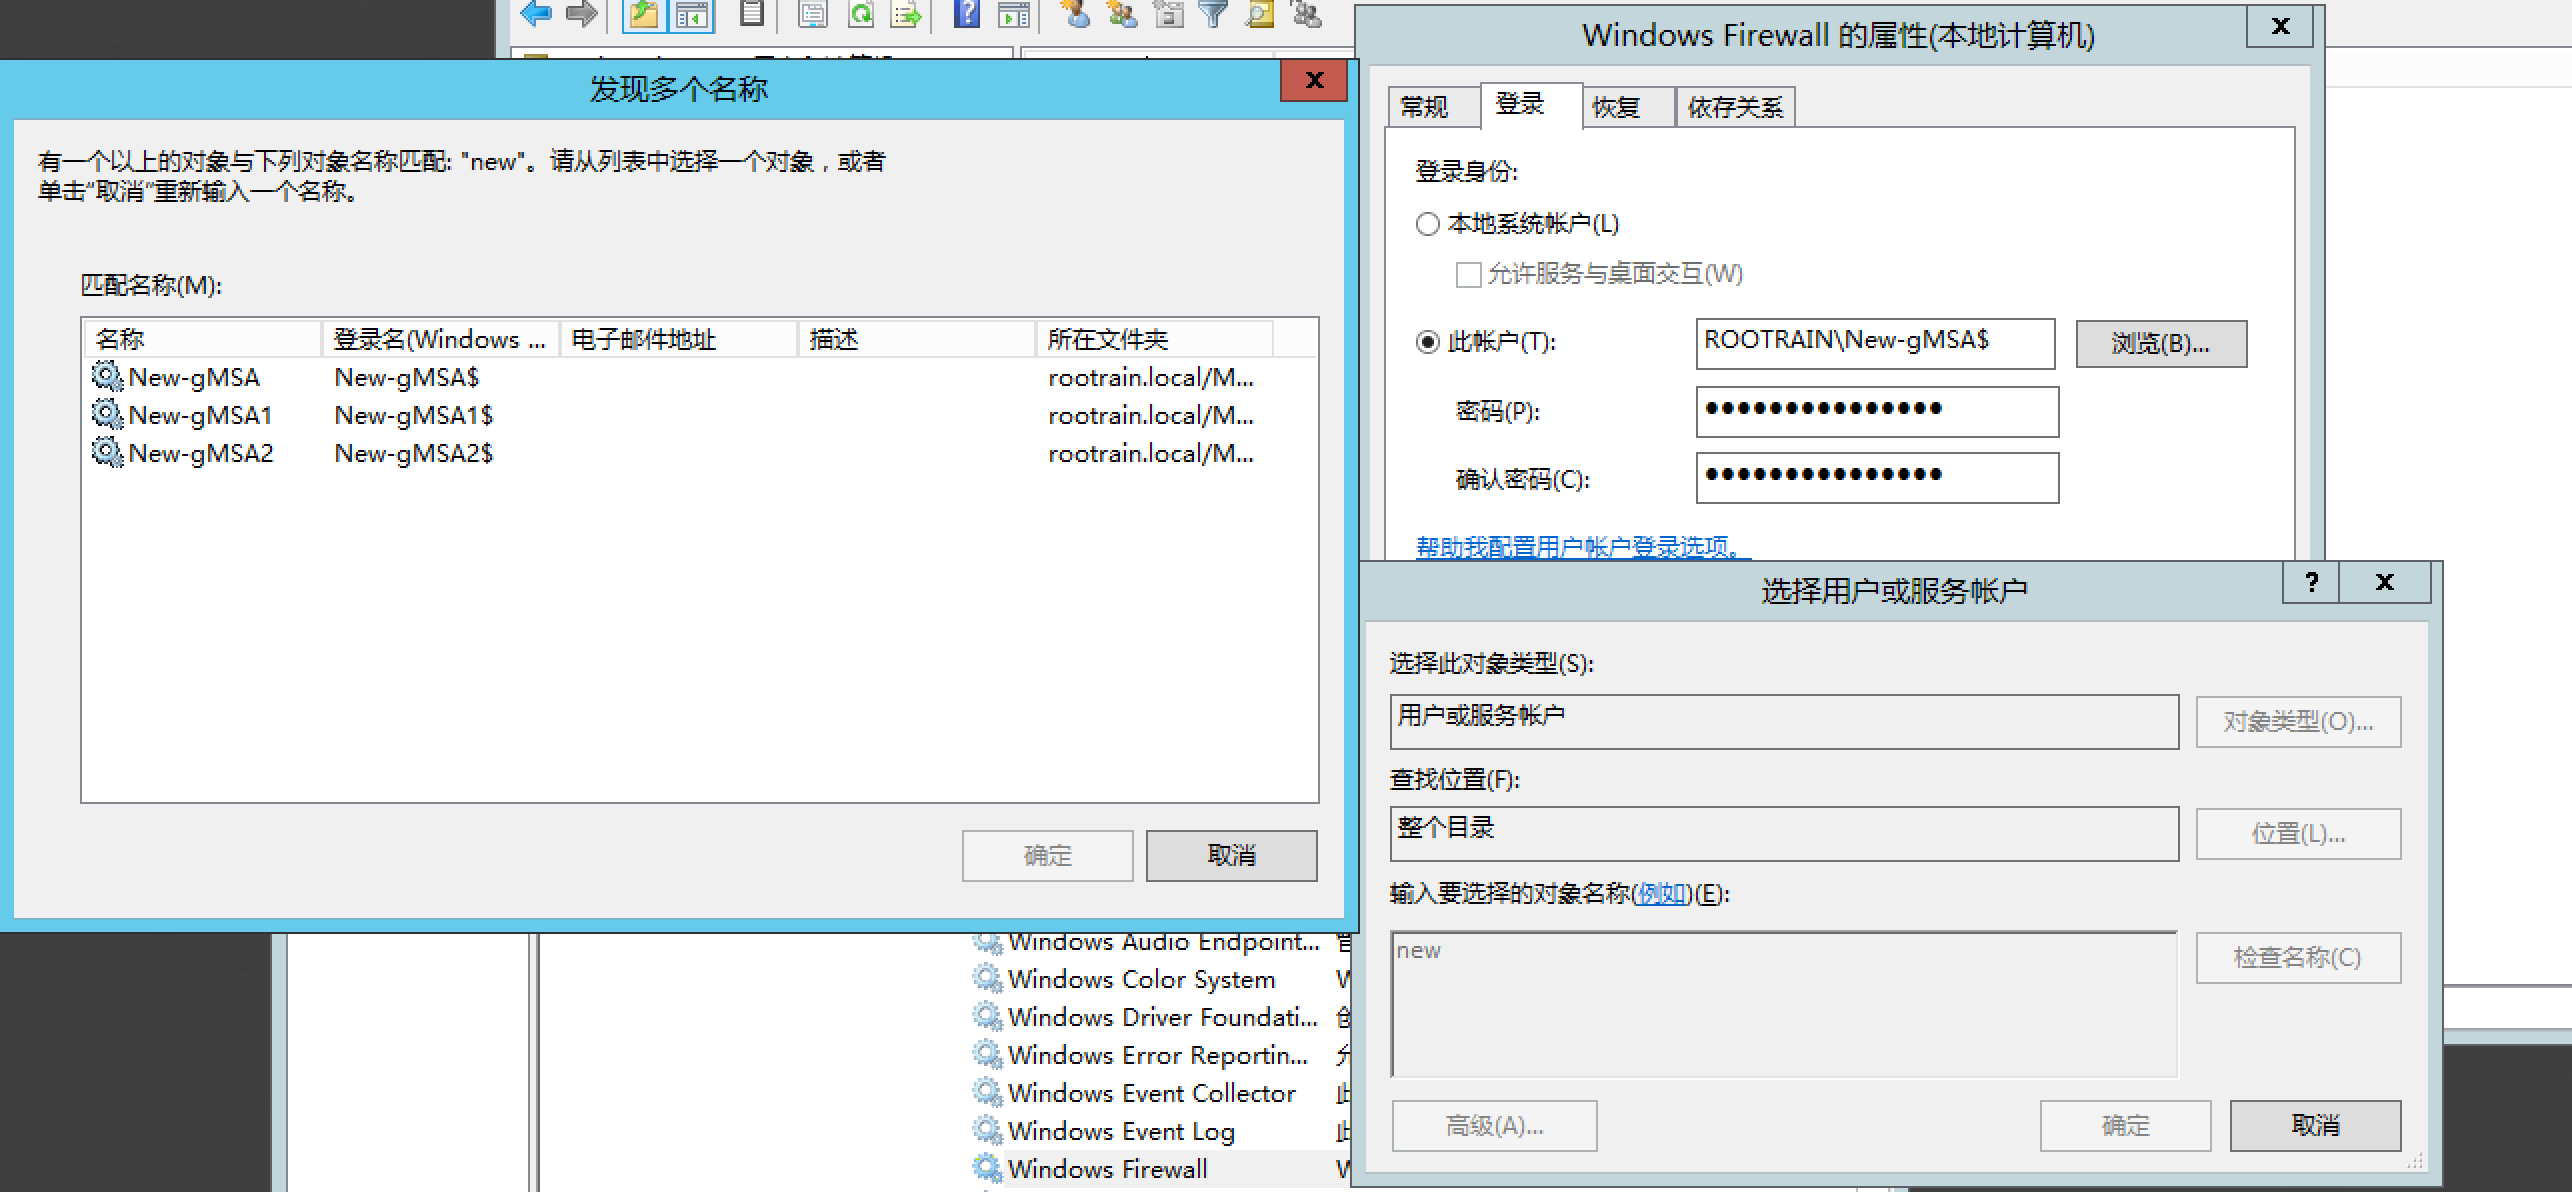 发现多个名称
有一个以上的对象与下列对象名称匹配: "new"。请从列表中选择一个对象，或者
单击“取消”重新输入一个名称。
匹配名称(M):
名称 登录名(Windows ... 电子邮件地址 描述 所在文件夹
New-gMSA New-gMSA$ rootrain.local/M...
New-gMSA1 New-gMSA1$ rootrain.local/M...
New-gMSA2 New-gMSA2$ rootrain.local/M...
确定 取消
Windows Firewall 的属性(本地计算机)
常规 登录 恢复 依存关系
登录身份:
本地系统帐户(L)
允许服务与桌面交互(W)
此帐户(T): ROOTRAIN\New-gMSA$ 浏览(B)...
密码(P): ●●●●●●●●●●●●●●●
确认密码(C): ●●●●●●●●●●●●●●●
帮助我配置用户帐户登录选项。
选择用户或服务帐户
选择此对象类型(S):
用户或服务帐户 对象类型(O)...
查找位置(F):
整个目录 位置(L)...
输入要选择的对象名称(例如)(E):
new 检查名称(C)
高级(A)... 确定 取消
Windows Audio Endpoint...
Windows Color System
Windows Driver Foundati...
Windows Error Reportin...
Windows Event Collector
Windows Event Log
Windows Firewall